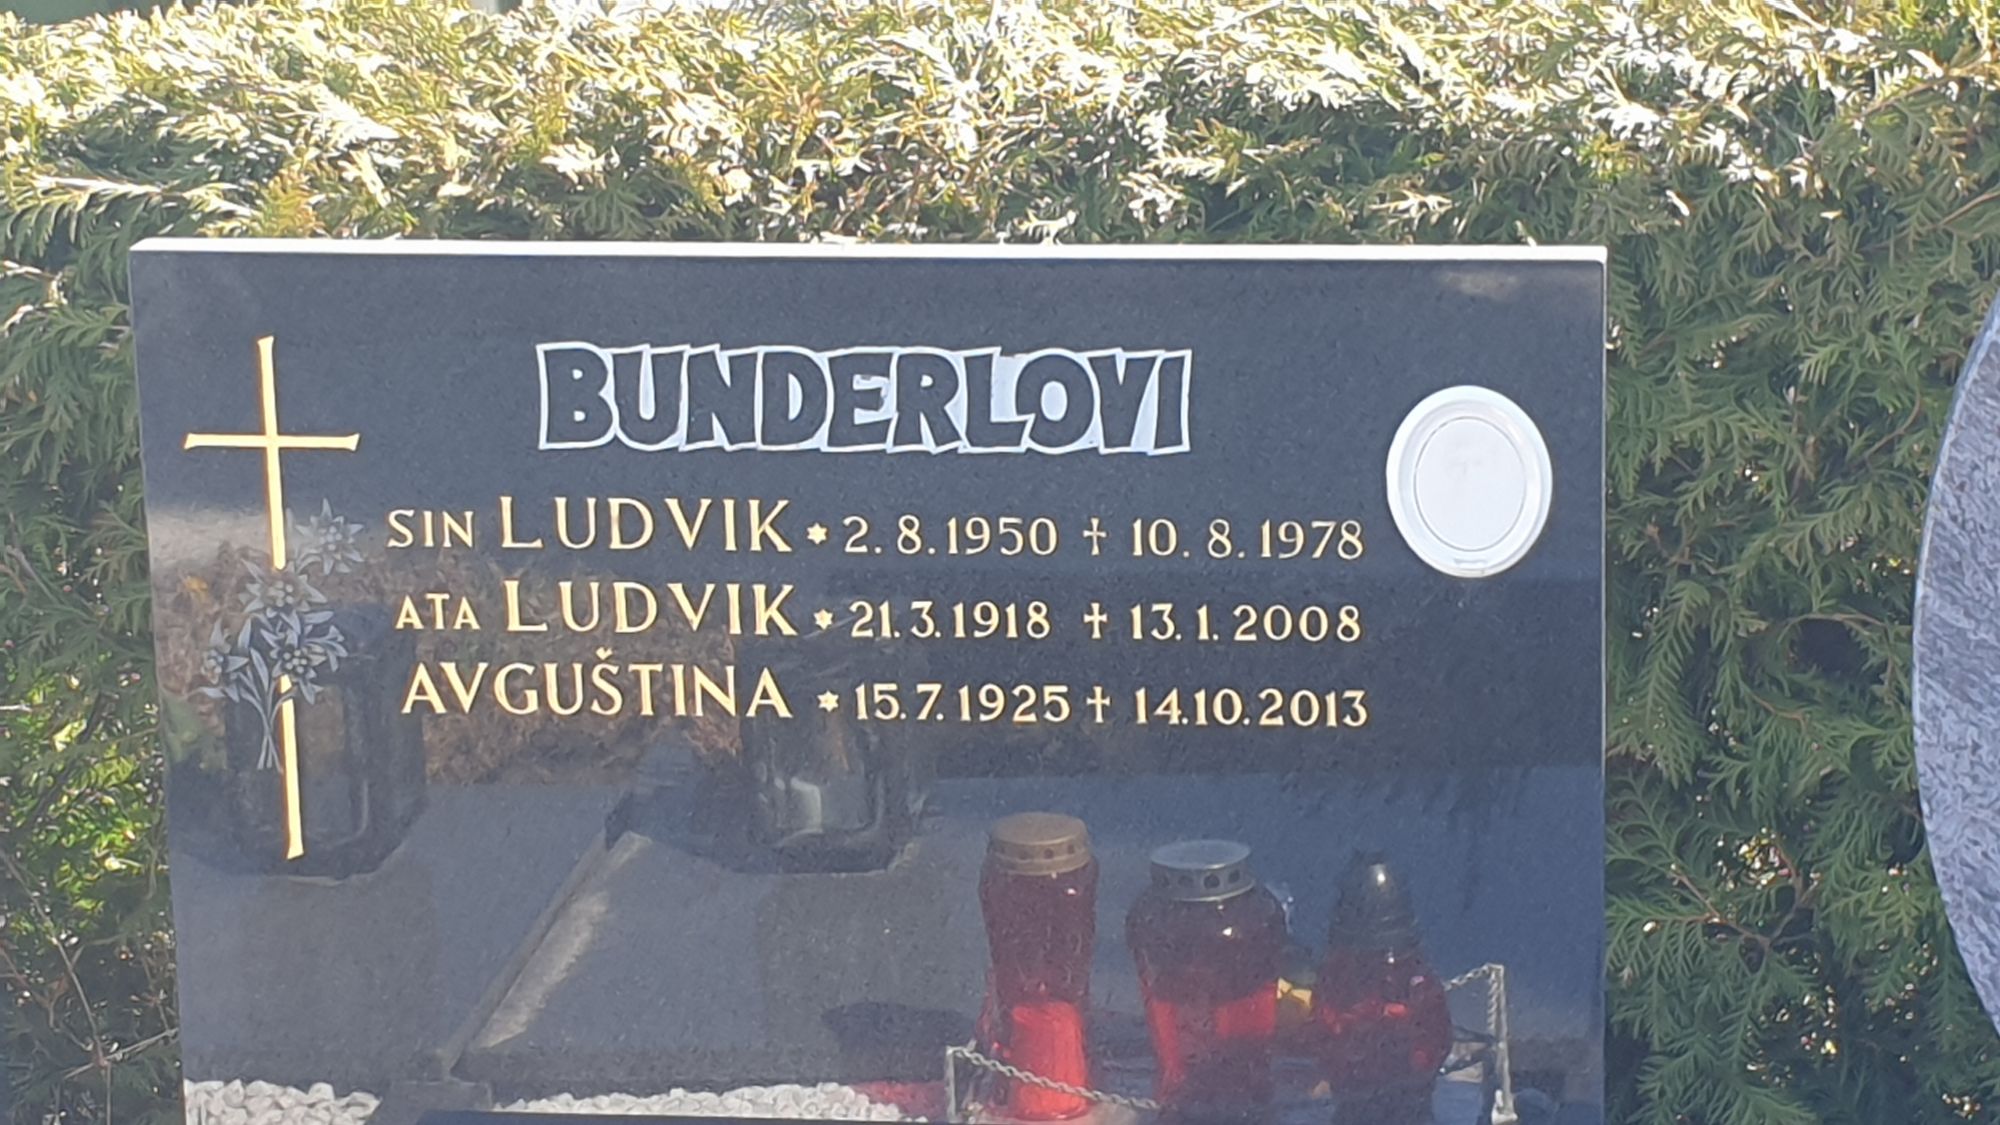 BUNDERLOVI
SIN LUDVIK * 2.8.1950 † 10.8.1978
ATA LUDVIK * 21.3.1918 † 13.1.2008
AVGUŠTINA * 15.7.1925 † 14.10.2013